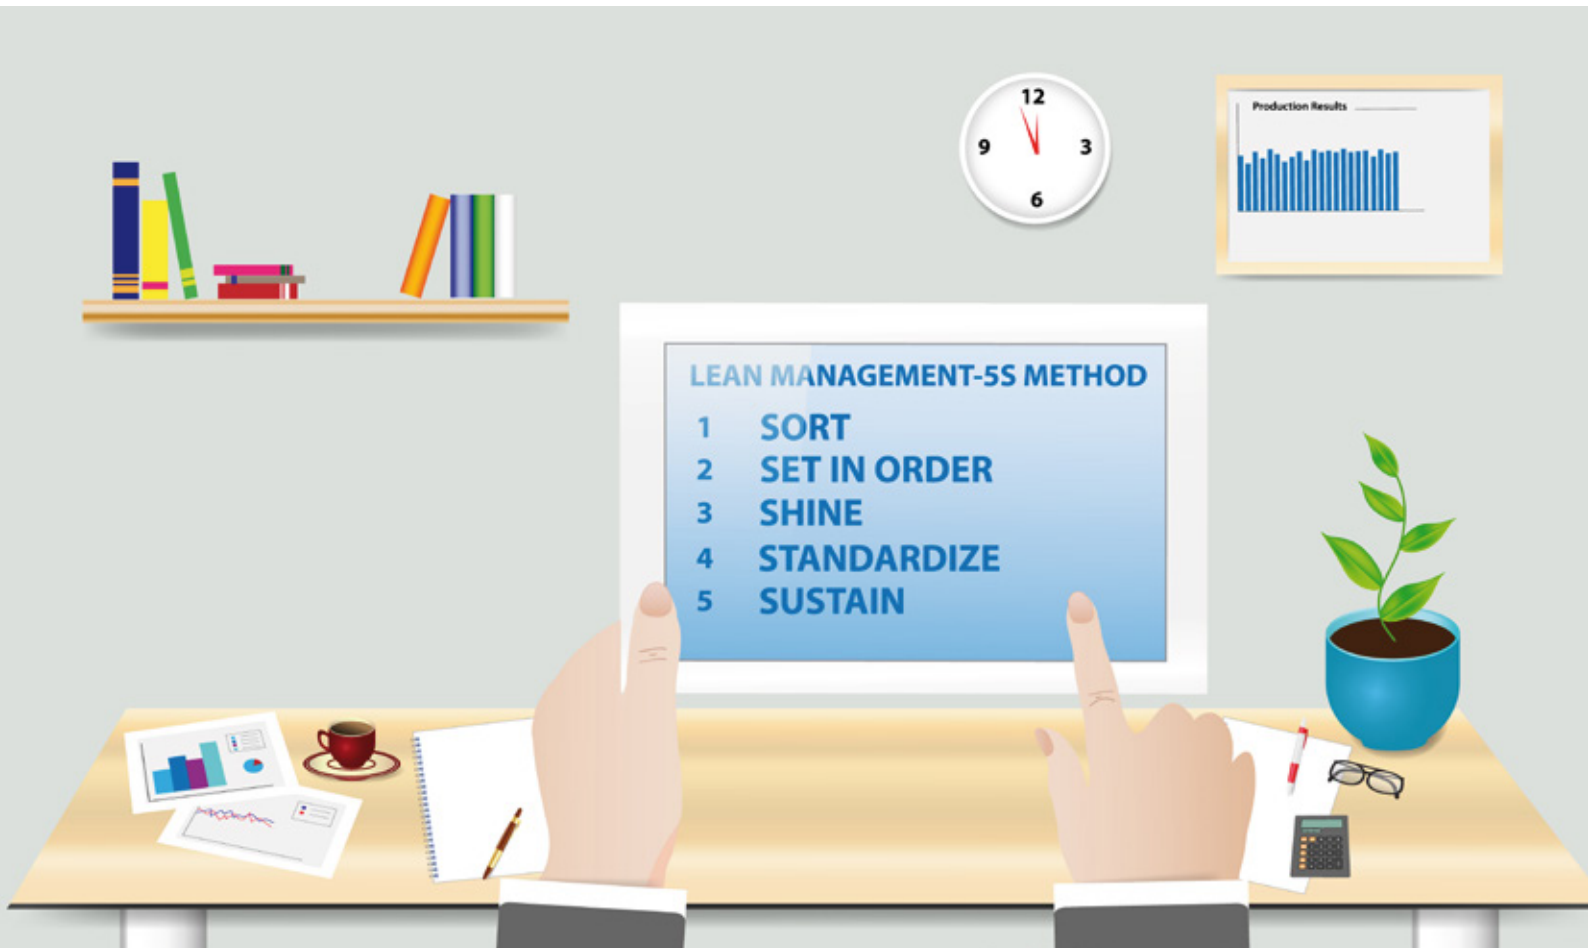 12
9
3
6
Production Results
LEAN MANAGEMENT-5S METHOD
1 SORT
2 SET IN ORDER
3 SHINE
4 STANDARDIZE
5 SUSTAIN